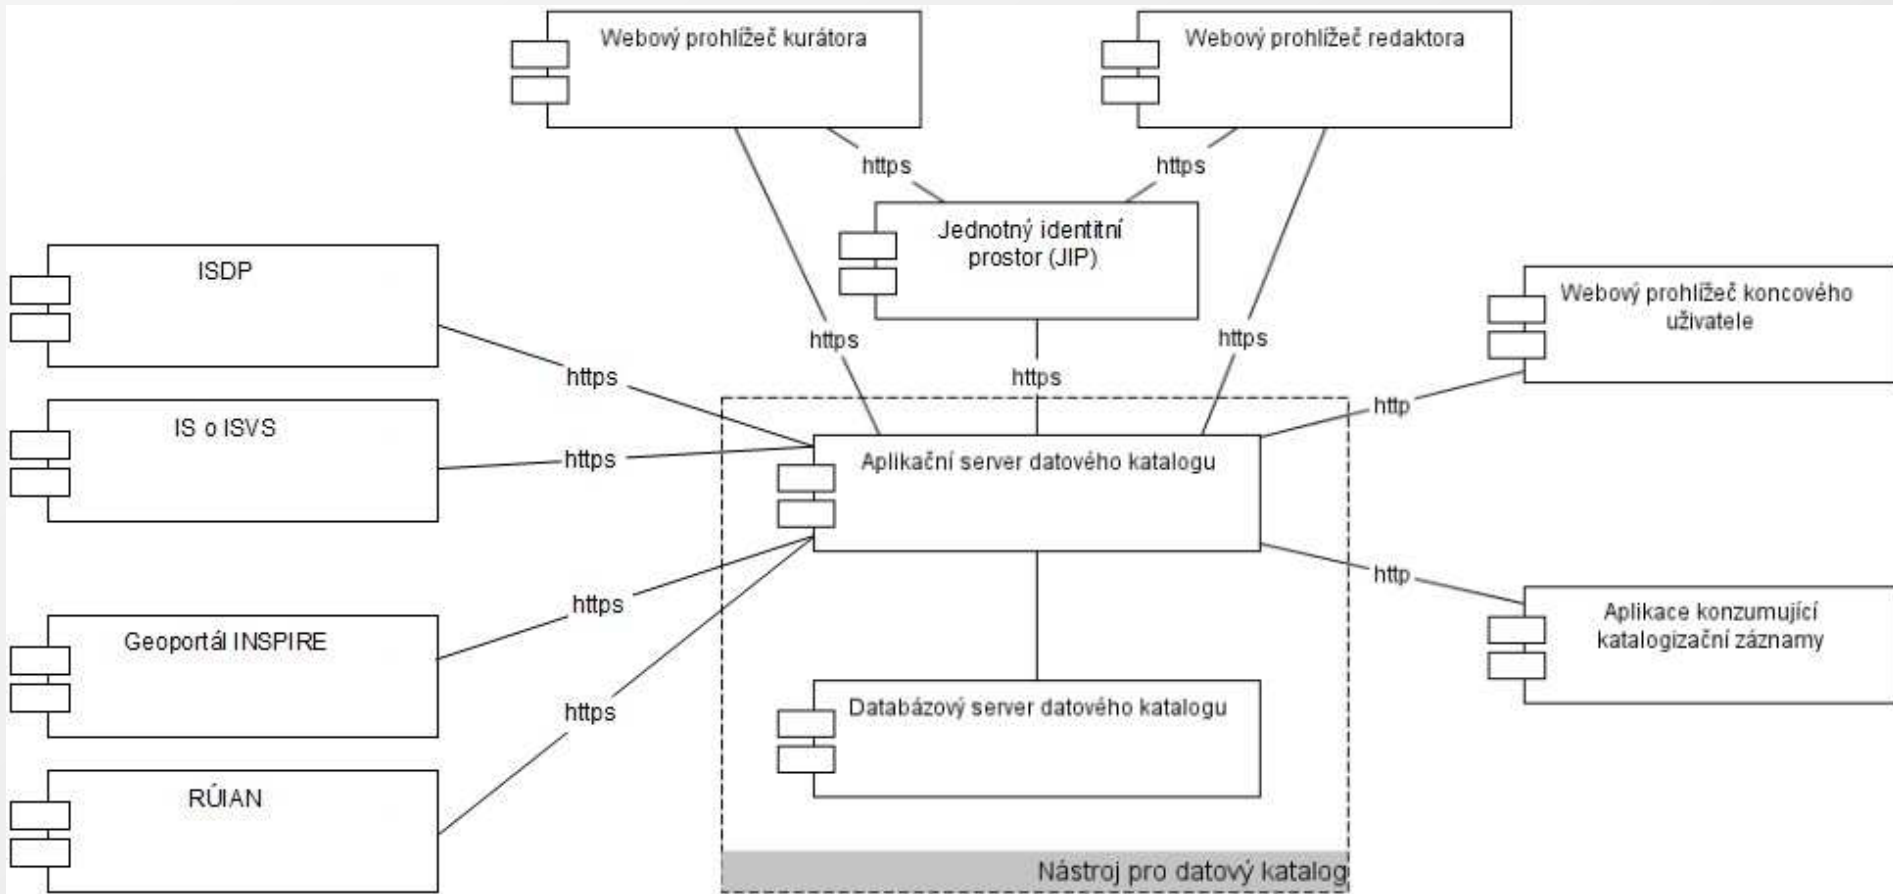 Webový prohlížeč kurátora
Webový prohlížeč redaktora
https
https
Jednotný identitní
prostor (JIP)
ISDP
Webový prohlížeč koncového
uživatele
https
https
https
https
http
IS o ISVS
https
Aplikační server datového katalogu
http
https
Geoportál INSPIRE
Aplikace konzumující
katalogizační záznamy
https
Databázový server datového katalogu
RÚIAN
Nástroj pro datový katalog